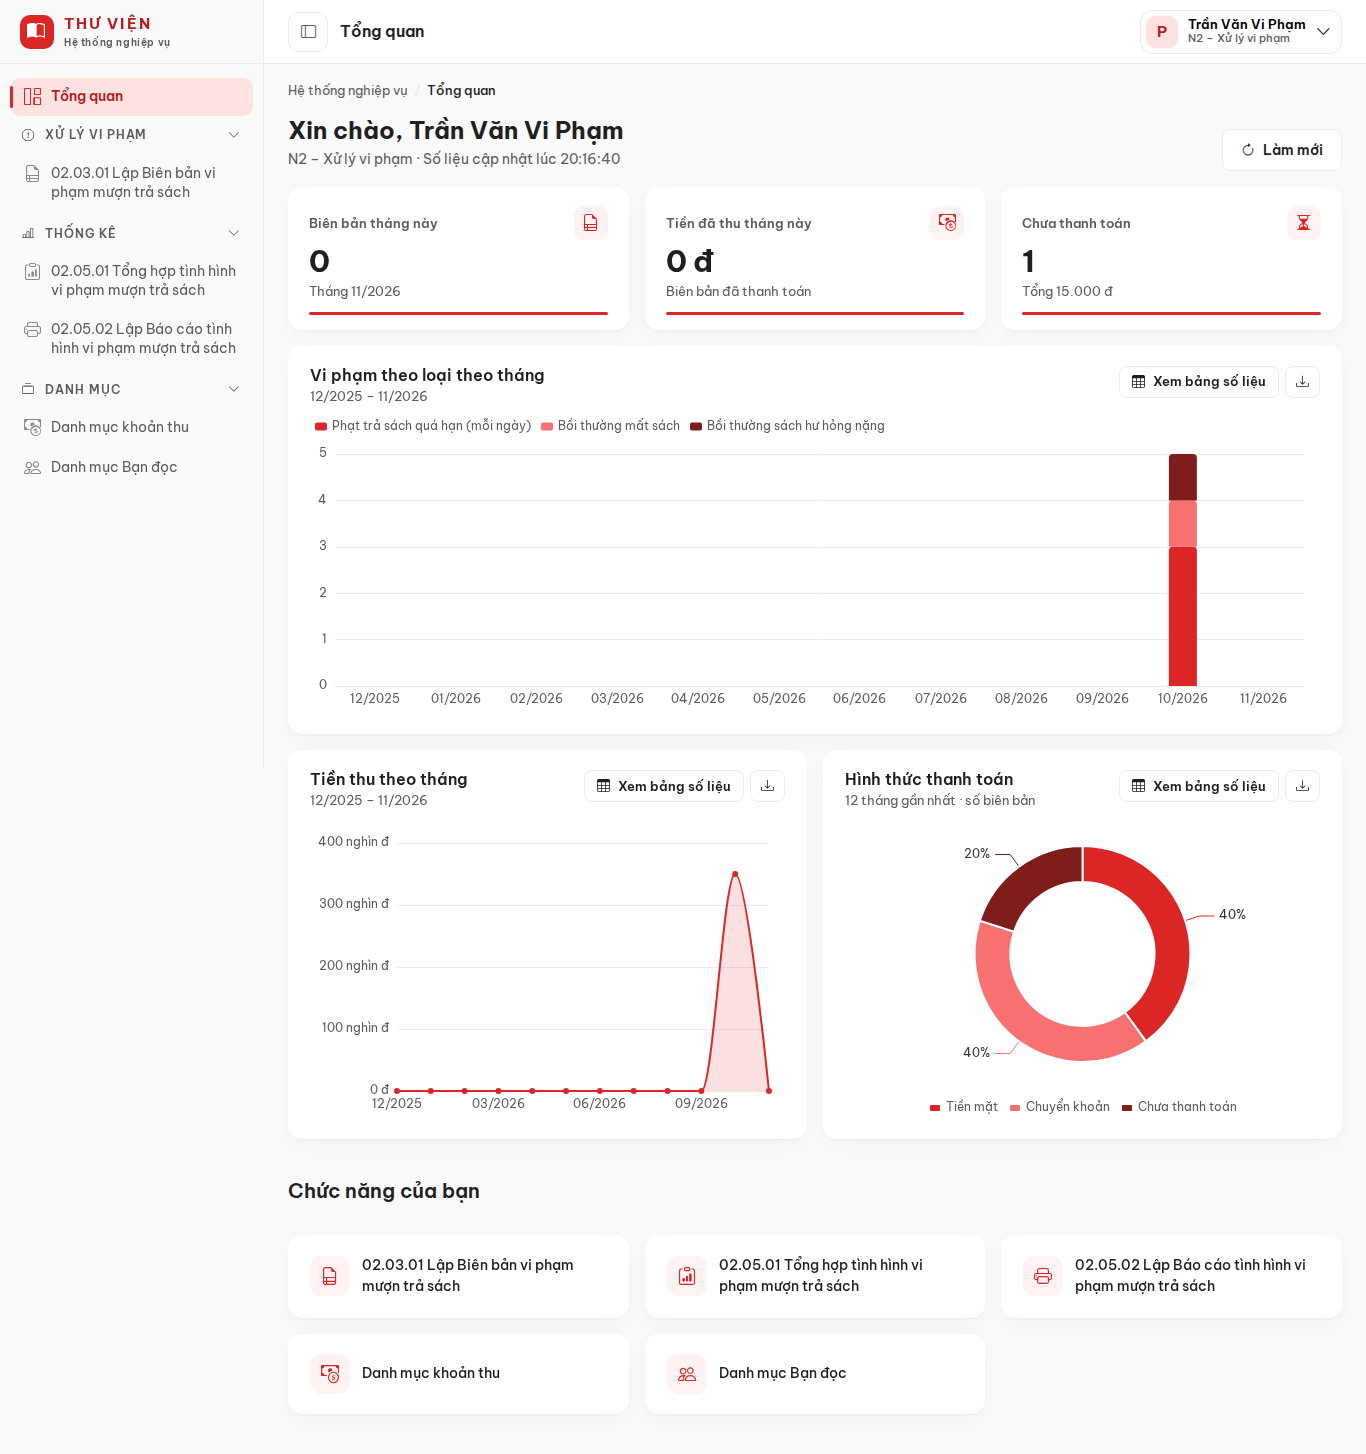 THƯ VIỆN
Hệ thống nghiệp vụ
Tổng quan
XỬ LÝ VI PHẠM
02.03.01 Lập Biên bản vi
phạm mượn trả sách
THỐNG KÊ
02.05.01 Tổng hợp tình hình
vi phạm mượn trả sách
02.05.02 Lập Báo cáo tình
hình vi phạm mượn trả sách
DANH MỤC
Danh mục khoản thu
Danh mục Bạn đọc
Tổng quan
P
Trần Văn Vi Phạm
N2 – Xử lý vi phạm
Hệ thống nghiệp vụ / Tổng quan
Xin chào, Trần Văn Vi Phạm
N2 – Xử lý vi phạm · Số liệu cập nhật lúc 20:16:40
Làm mới
Biên bản tháng này
0
Tháng 11/2026
Tiền đã thu tháng này
0 đ
Biên bản đã thanh toán
Chưa thanh toán
1
Tổng 15.000 đ
Vi phạm theo loại theo tháng
12/2025 – 11/2026
Xem bảng số liệu
Phạt trả sách quá hạn (mỗi ngày) Bồi thường mất sách Bồi thường sách hư hỏng nặng
5
4
3
2
1
0
12/2025 01/2026 02/2026 03/2026 04/2026 05/2026 06/2026 07/2026 08/2026 09/2026 10/2026 11/2026
Tiền thu theo tháng
12/2025 – 11/2026
Xem bảng số liệu
400 nghìn đ
300 nghìn đ
200 nghìn đ
100 nghìn đ
0 đ
12/2025 03/2026 06/2026 09/2026
Hình thức thanh toán
12 tháng gần nhất · số biên bản
Xem bảng số liệu
20%
40%
40%
Tiền mặt Chuyển khoản Chưa thanh toán
Chức năng của bạn
02.03.01 Lập Biên bản vi phạm
mượn trả sách
02.05.01 Tổng hợp tình hình vi
phạm mượn trả sách
02.05.02 Lập Báo cáo tình hình vi
phạm mượn trả sách
Danh mục khoản thu
Danh mục Bạn đọc